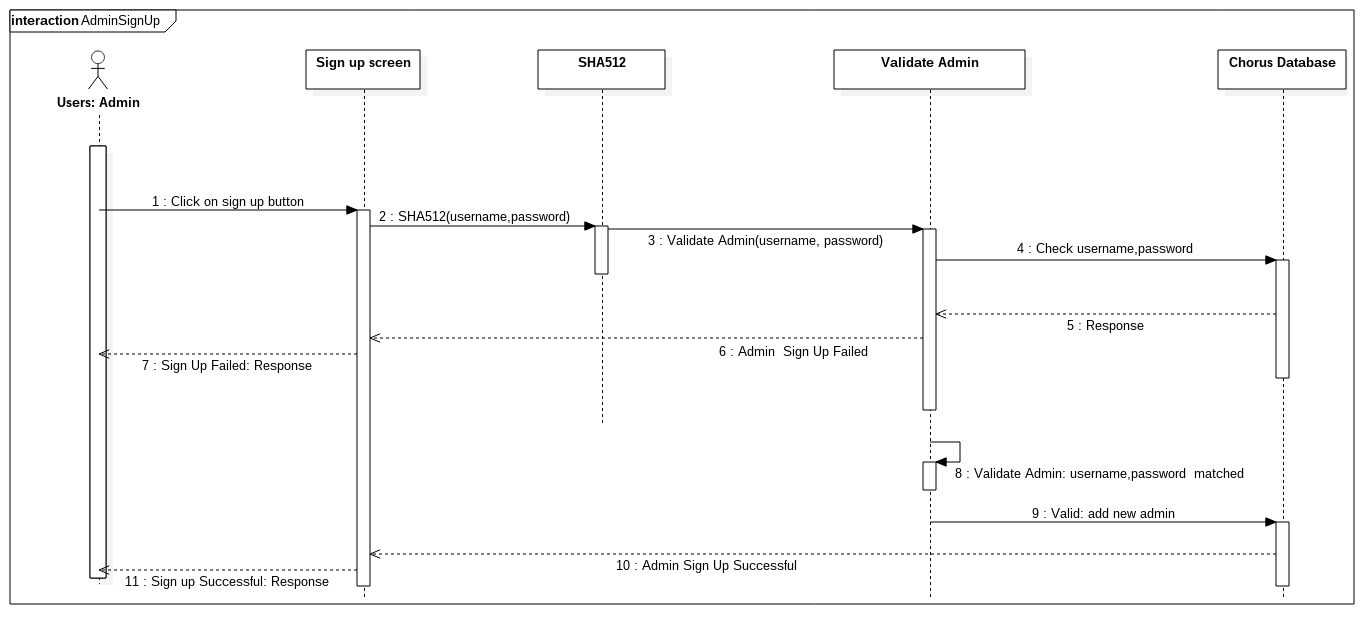 interaction AdminSignUp
Users: Admin
Sign up screen
SHA512
Validate Admin
Chorus Database
1 : Click on sign up button
2 : SHA512(username,password)
3 : Validate Admin(username, password)
4 : Check username,password
5 : Response
6 : Admin  Sign Up Failed
7 : Sign Up Failed: Response
8 : Validate Admin: username,password  matched
9 : Valid: add new admin
10 : Admin Sign Up Successful
11 : Sign up Successful: Response